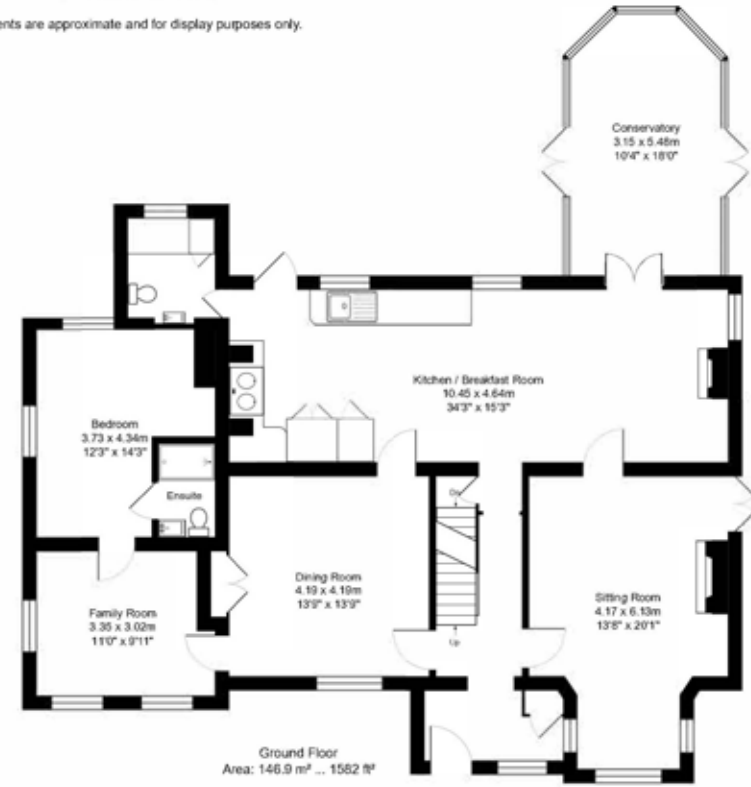 ents are approximate and for display purposes only.
Conservatory
3.15 x 5.48m
10'4" x 18'0"
Kitchen / Breakfast Room
10.45 x 4.64m
34'3" x 15'3"
Bedroom
3.73 x 4.34m
12'3" x 14'3"
Ensuite
Dn
Dining Room
4.19 x 4.19m
13'9" x 13'9"
Family Room
3.35 x 3.02m
11'0" x 9'11"
Sitting Room
4.17 x 6.13m
13'8" x 20'1"
Up
Ground Floor
Area: 146.9 m² ... 1582 ft²